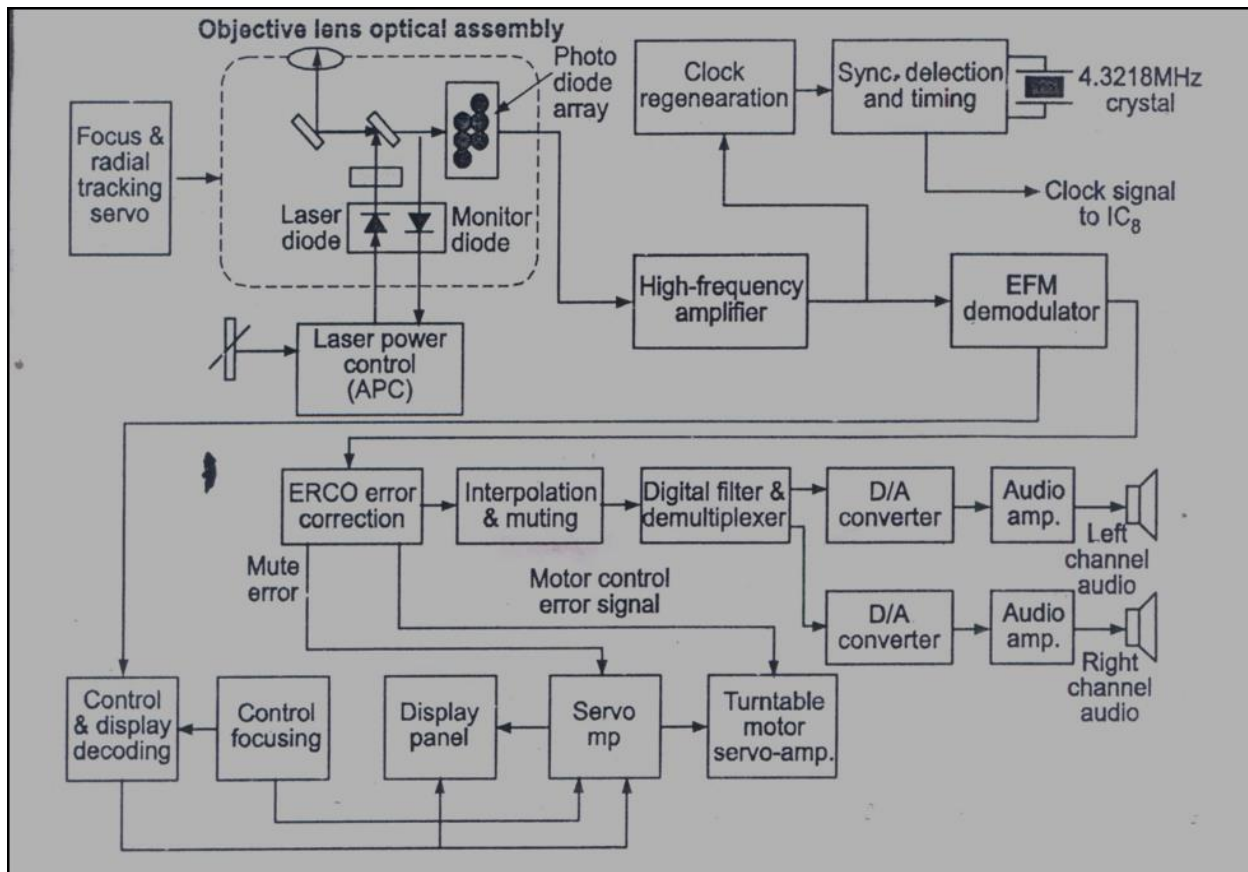 Objective lens optical assembly
Photo
diode
array
Clock
regenearation
Sync. delection
and timing
4.3218MHz
crystal
Focus &
radial
tracking
servo
Laser
diode
Monitor
diode
Clock signal
to IC8
High-frequency
amplifier
EFM
demodulator
Laser power
control
(APC)
ERCO error
correction
Interpolation
& muting
Digital filter &
demultiplexer
D/A
converter
Audio
amp.
Left
channel
audio
Mute
error
Motor control
error signal
D/A
converter
Audio
amp.
Right
channel
audio
Control
& display
decoding
Control
focusing
Display
panel
Servo
mp
Turntable
motor
servo-amp.